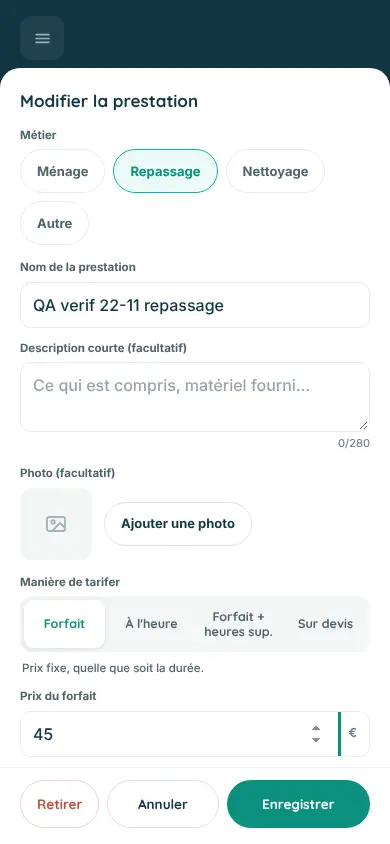 Modifier la prestation
Métier
Ménage
Repassage
Nettoyage
Autre
Nom de la prestation
QA verif 22-11 repassage
Description courte (facultatif)
Ce qui est compris, matériel fourni...
0/280
Photo (facultatif)
Ajouter une photo
Manière de tarifer
Forfait
À l'heure
Forfait +
heures sup.
Sur devis
Prix fixe, quelle que soit la durée.
Prix du forfait
45
€
Retirer
Annuler
Enregistrer